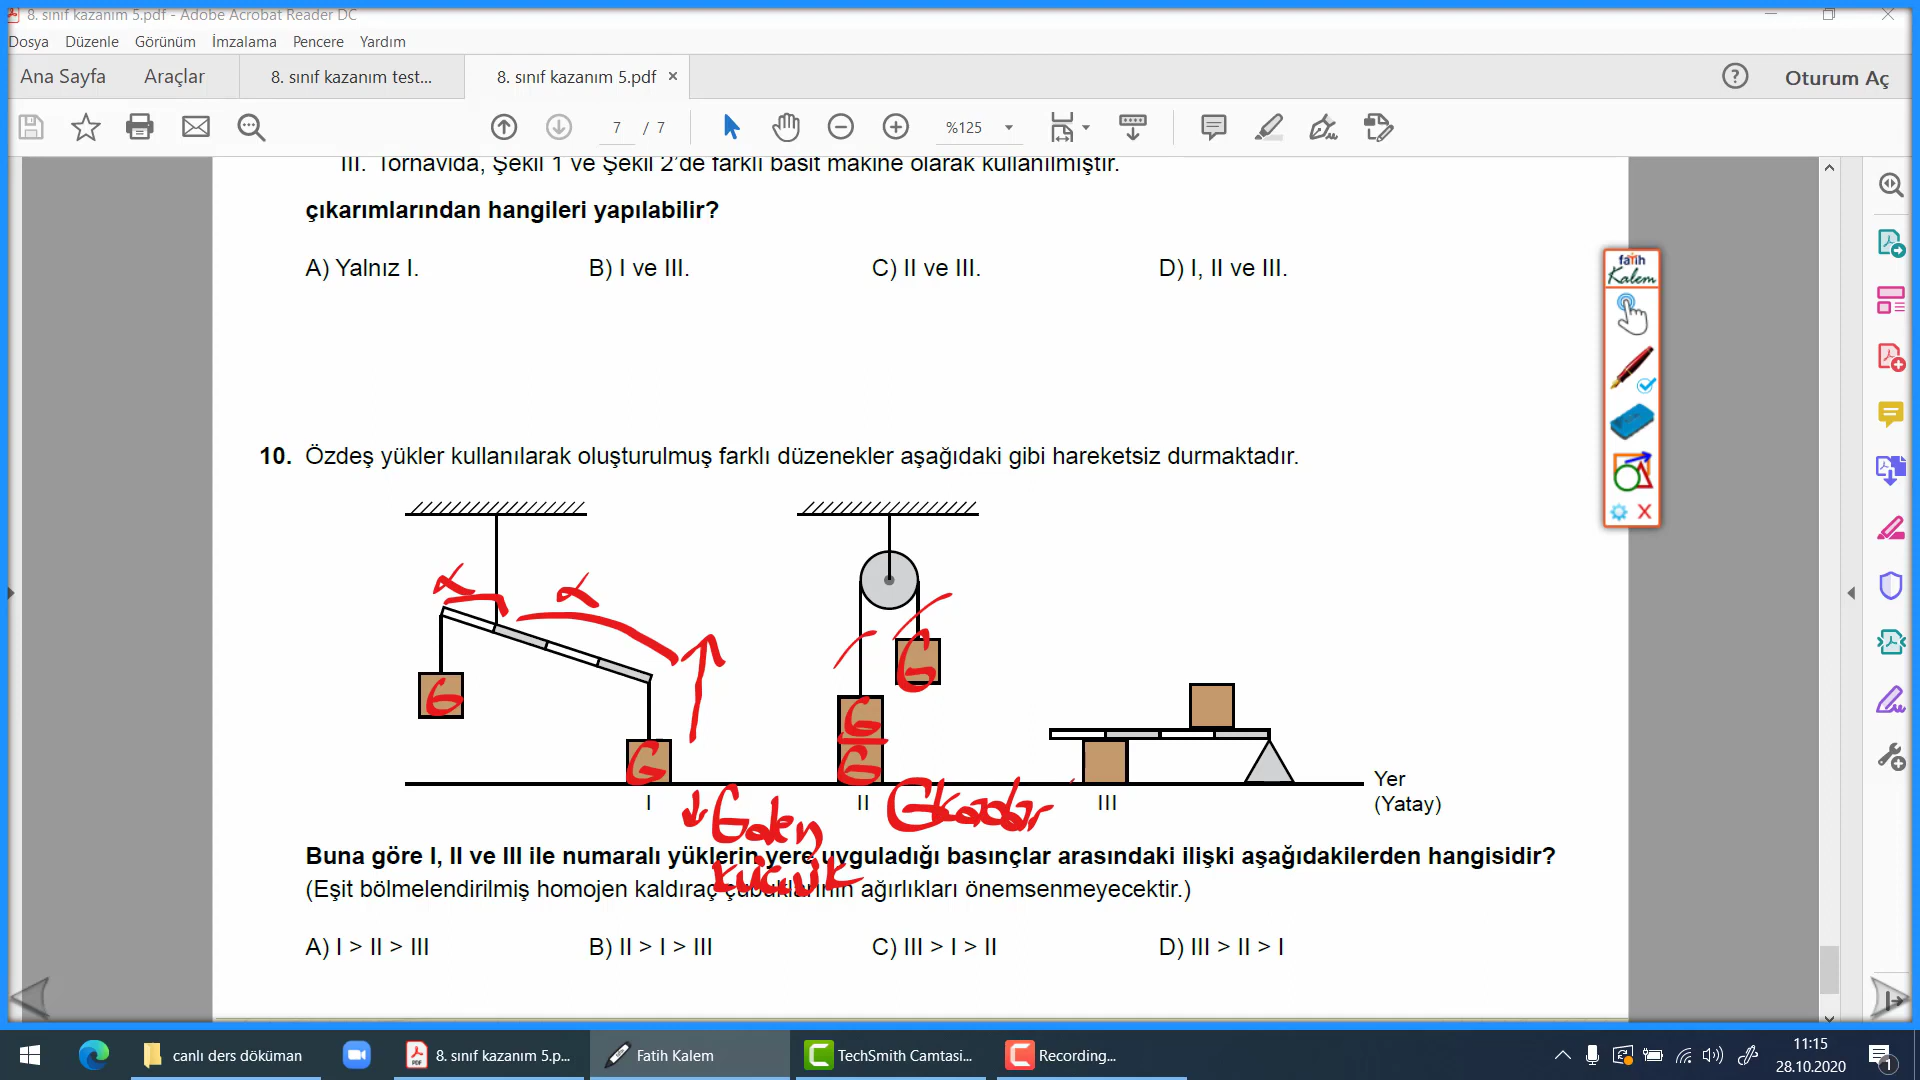 8. sınıf kazanım 5.pdf - Adobe Acrobat Reader DC
Dosya Düzenle Görünüm İmzalama Pencere Yardım
Ana Sayfa Araçlar 8. sınıf kazanım test... 8. sınıf kazanım 5.pdf × Oturum Aç
7 / 7 %125
III. Tornavida, Şekil 1 ve Şekil 2'de farklı basit makine olarak kullanılmıştır.
çıkarımlarından hangileri yapılabilir?
A) Yalnız I. B) I ve III. C) II ve III. D) I, II ve III.
fatih
Kalem
10. Özdeş yükler kullanılarak oluşturulmuş farklı düzenekler aşağıdaki gibi hareketsiz durmaktadır.
G G G G G
Yer
(Yatay)
I II III
G den küçük
G kadar
Buna göre I, II ve III ile numaralı yüklerin yere uyguladığı basınçlar arasındaki ilişki aşağıdakilerden hangisidir?
(Eşit bölmelendirilmiş homojen kaldıraç çubuklarının ağırlıkları önemsenmeyecektir.)
A) I > II > III B) II > I > III C) III > I > II D) III > II > I
canlı ders döküman 8. sınıf kazanım 5.p... Fatih Kalem TechSmith Camtasi... Recording...
11:15
28.10.2020
1